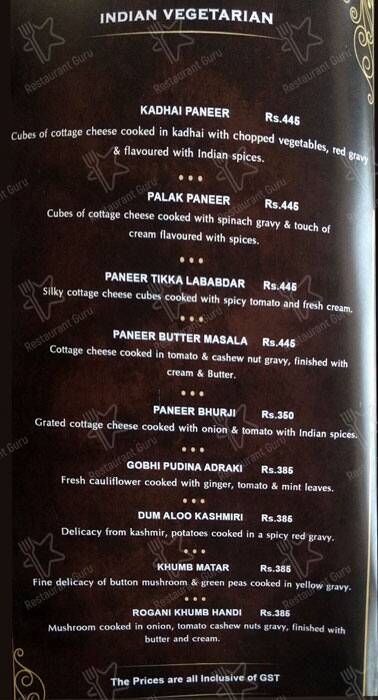 INDIAN VEGETARIAN
KADHAI PANEER Rs.445
Cubes of cottage cheese cooked in kadhai with chopped vegetables, red gravy
& flavoured with Indian spices.
PALAK PANEER Rs.445
Cubes of cottage cheese cooked with spinach gravy & touch of
cream flavoured with spices.
PANEER TIKKA LABABDAR Rs.445
Silky cottage cheese cubes cooked with spicy tomato and fresh cream.
PANEER BUTTER MASALA Rs.445
Cottage cheese cooked in tomato & cashew nut gravy, finished with
cream & Butter.
PANEER BHURJI Rs.350
Grated cottage cheese cooked with onion & tomato with Indian spices.
GOBHI PUDINA ADRAKI Rs.385
Fresh cauliflower cooked with ginger, tomato & mint leaves.
DUM ALOO KASHMIRI Rs.385
Delicacy from kashmir, potatoes cooked in a spicy red gravy.
KHUMB MATAR Rs.385
Fine delicacy of button mushroom & green peas cooked in yellow gravy.
ROGANI KHUMB HANDI Rs.385
Mushroom cooked in onion, tomato cashew nuts gravy, finished with
butter and cream.
The Prices are all Inclusive of GST
Restaurant Guru